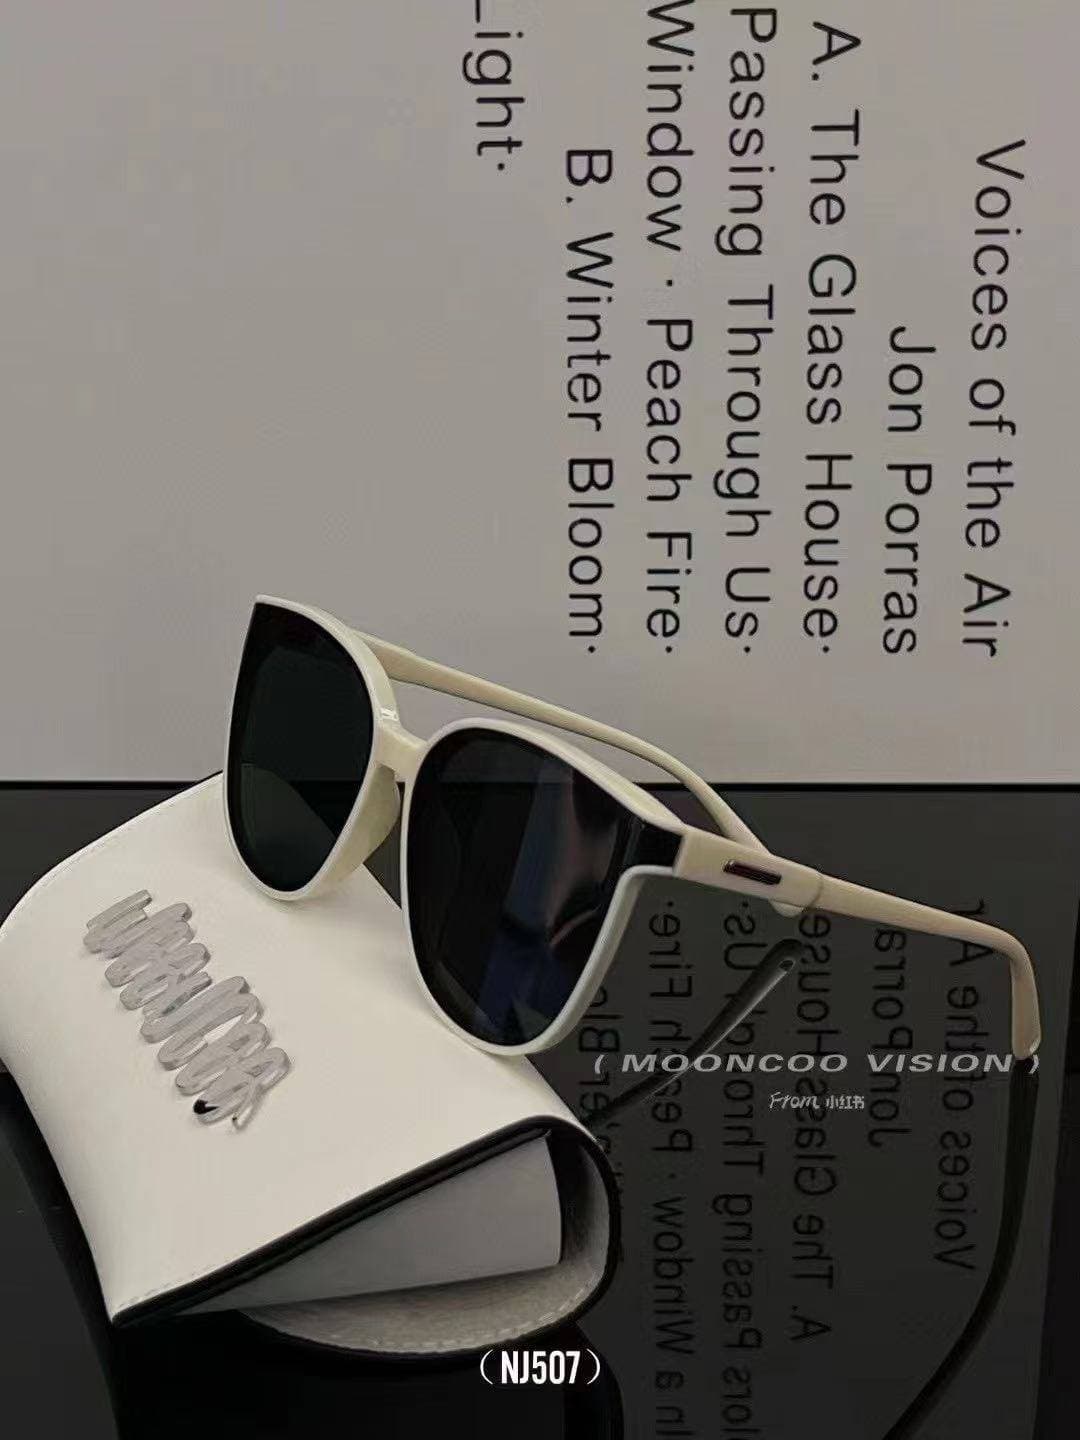 Voices of the Air
Jon Porras
A. The Glass House·
Passing Through Us·
Window · Peach Fire·
B. Winter Bloom·
Light·
( MOONCOO VISION )
From 小红书
(NJ507)